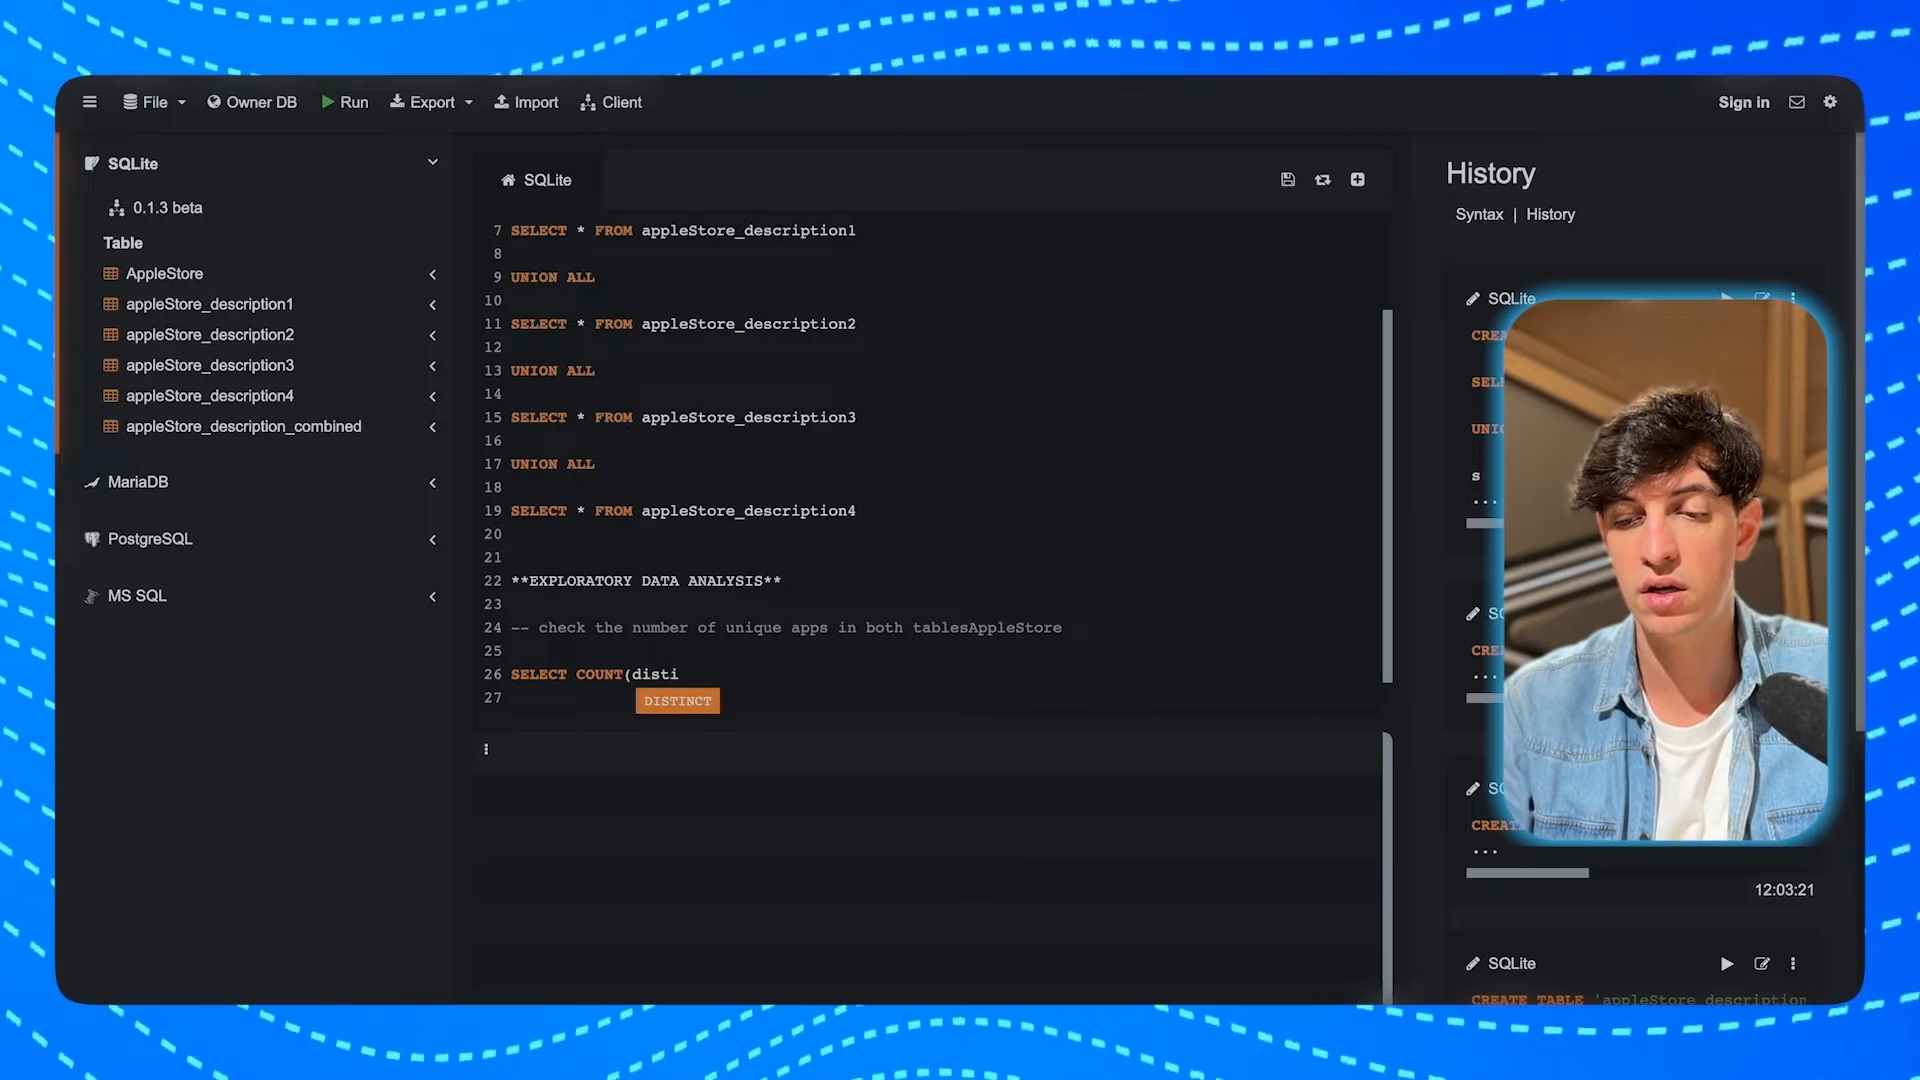 File
Owner DB
Run
Export
Import
Client
Sign in
SQLite
0.1.3 beta
Table
AppleStore
appleStore_description1
appleStore_description2
appleStore_description3
appleStore_description4
appleStore_description_combined
MariaDB
PostgreSQL
MS SQL
SQLite
7 SELECT * FROM appleStore_description1
8
9 UNION ALL
10
11 SELECT * FROM appleStore_description2
12
13 UNION ALL
14
15 SELECT * FROM appleStore_description3
16
17 UNION ALL
18
19 SELECT * FROM appleStore_description4
20
21
22 **EXPLORATORY DATA ANALYSIS**
23
24 -- check the number of unique apps in both tablesAppleStore
25
26 SELECT COUNT(disti
27
DISTINCT
History
Syntax | History
SQLite
...
...
...
12:03:21
SQLite
CREATE TABLE 'appleStore_description